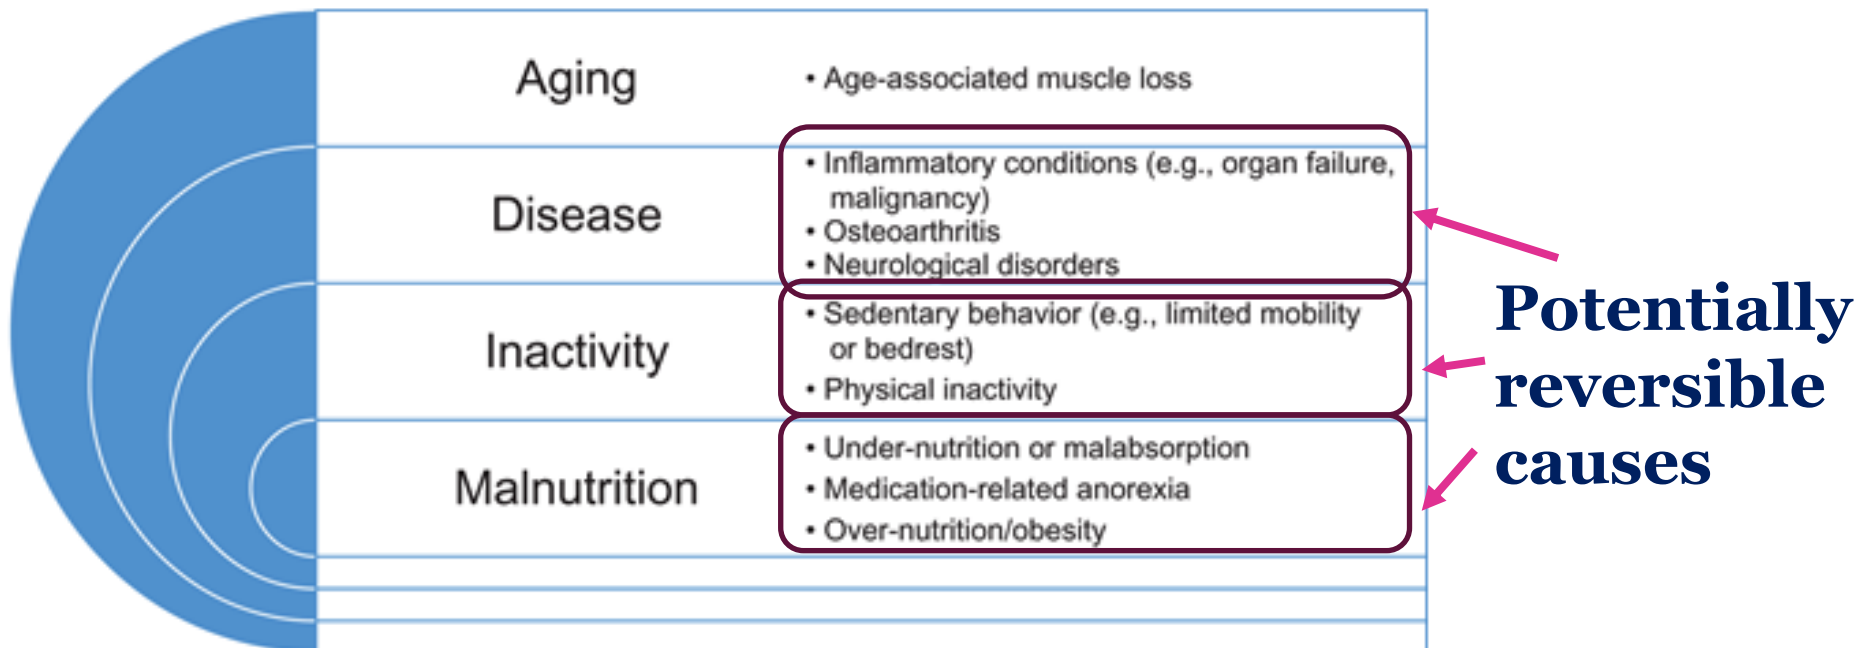 Aging
• Age-associated muscle loss
Disease
• Inflammatory conditions (e.g., organ failure,
malignancy)
• Osteoarthritis
• Neurological disorders
Inactivity
• Sedentary behavior (e.g., limited mobility
or bedrest)
• Physical inactivity
Malnutrition
• Under-nutrition or malabsorption
• Medication-related anorexia
• Over-nutrition/obesity
Potentially
reversible
causes